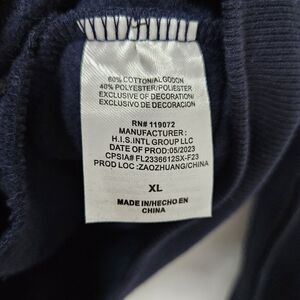 60% COTTON/ALGODON
40% POLYESTER/POLIESTER
EXCLUSIVE OF DECORATION/
EXCLUSIVO DE DECORACION
RN# 119072
MANUFACTURER :
H.I.S.INTL GROUP LLC
DATE OF PROD:05/2023
CPSIA# FL2336612SX-F23
PROD LOC :ZAOZHUANG/CHINA
XL
MADE IN/HECHO EN
CHINA